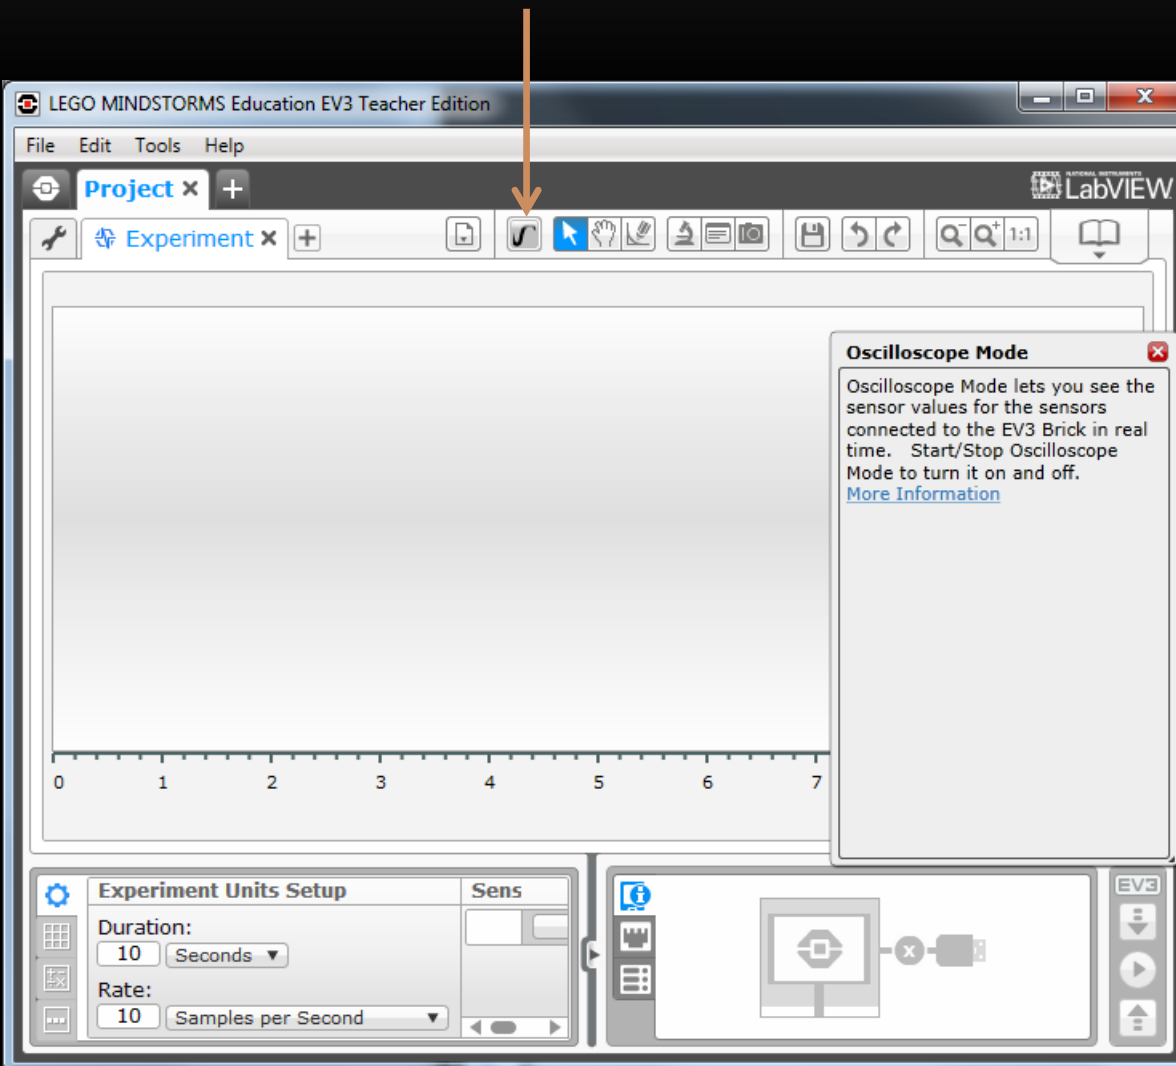 LEGO MINDSTORMS Education EV3 Teacher Edition
File Edit Tools Help
Project
NATIONAL INSTRUMENTS
LabVIEW
Experiment
1:1
Oscilloscope Mode
Oscilloscope Mode lets you see the
sensor values for the sensors
connected to the EV3 Brick in real
time. Start/Stop Oscilloscope
Mode to turn it on and off.
More Information
0 1 2 3 4 5 6 7
Experiment Units Setup Sens
Duration:
10 Seconds
Rate:
10 Samples per Second
EV3